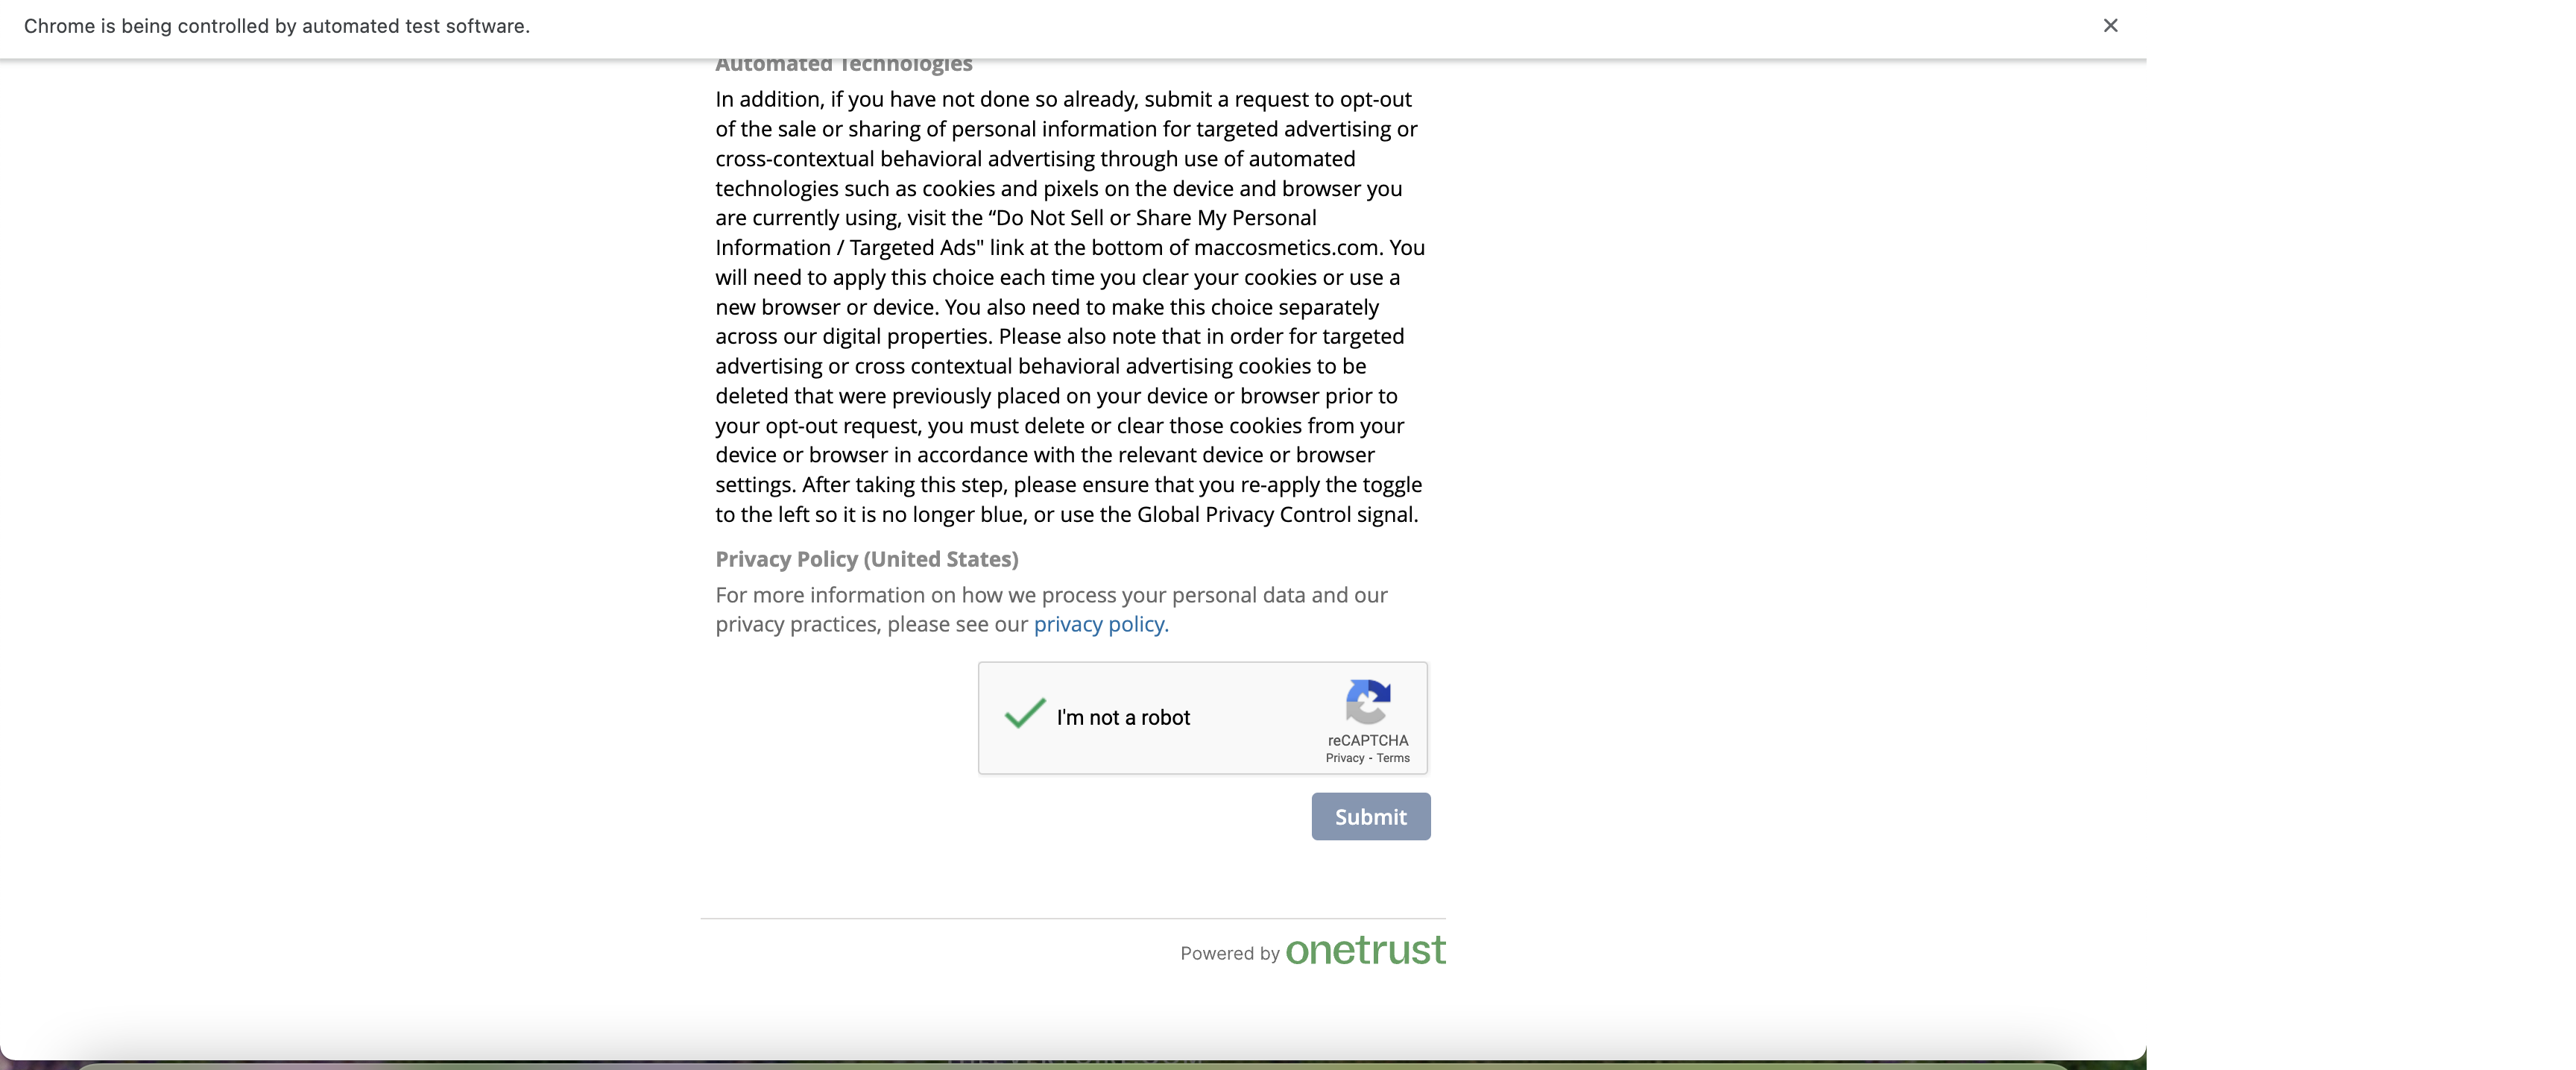 Chrome is being controlled by automated test software.
Automated Technologies
In addition, if you have not done so already, submit a request to opt-out
of the sale or sharing of personal information for targeted advertising or
cross-contextual behavioral advertising through use of automated
technologies such as cookies and pixels on the device and browser you
are currently using, visit the “Do Not Sell or Share My Personal
Information / Targeted Ads" link at the bottom of maccosmetics.com. You
will need to apply this choice each time you clear your cookies or use a
new browser or device. You also need to make this choice separately
across our digital properties. Please also note that in order for targeted
advertising or cross contextual behavioral advertising cookies to be
deleted that were previously placed on your device or browser prior to
your opt-out request, you must delete or clear those cookies from your
device or browser in accordance with the relevant device or browser
settings. After taking this step, please ensure that you re-apply the toggle
to the left so it is no longer blue, or use the Global Privacy Control signal.
Privacy Policy (United States)
For more information on how we process your personal data and our
privacy practices, please see our privacy policy.
I'm not a robot
reCAPTCHA
Privacy - Terms
Submit
Powered by onetrust